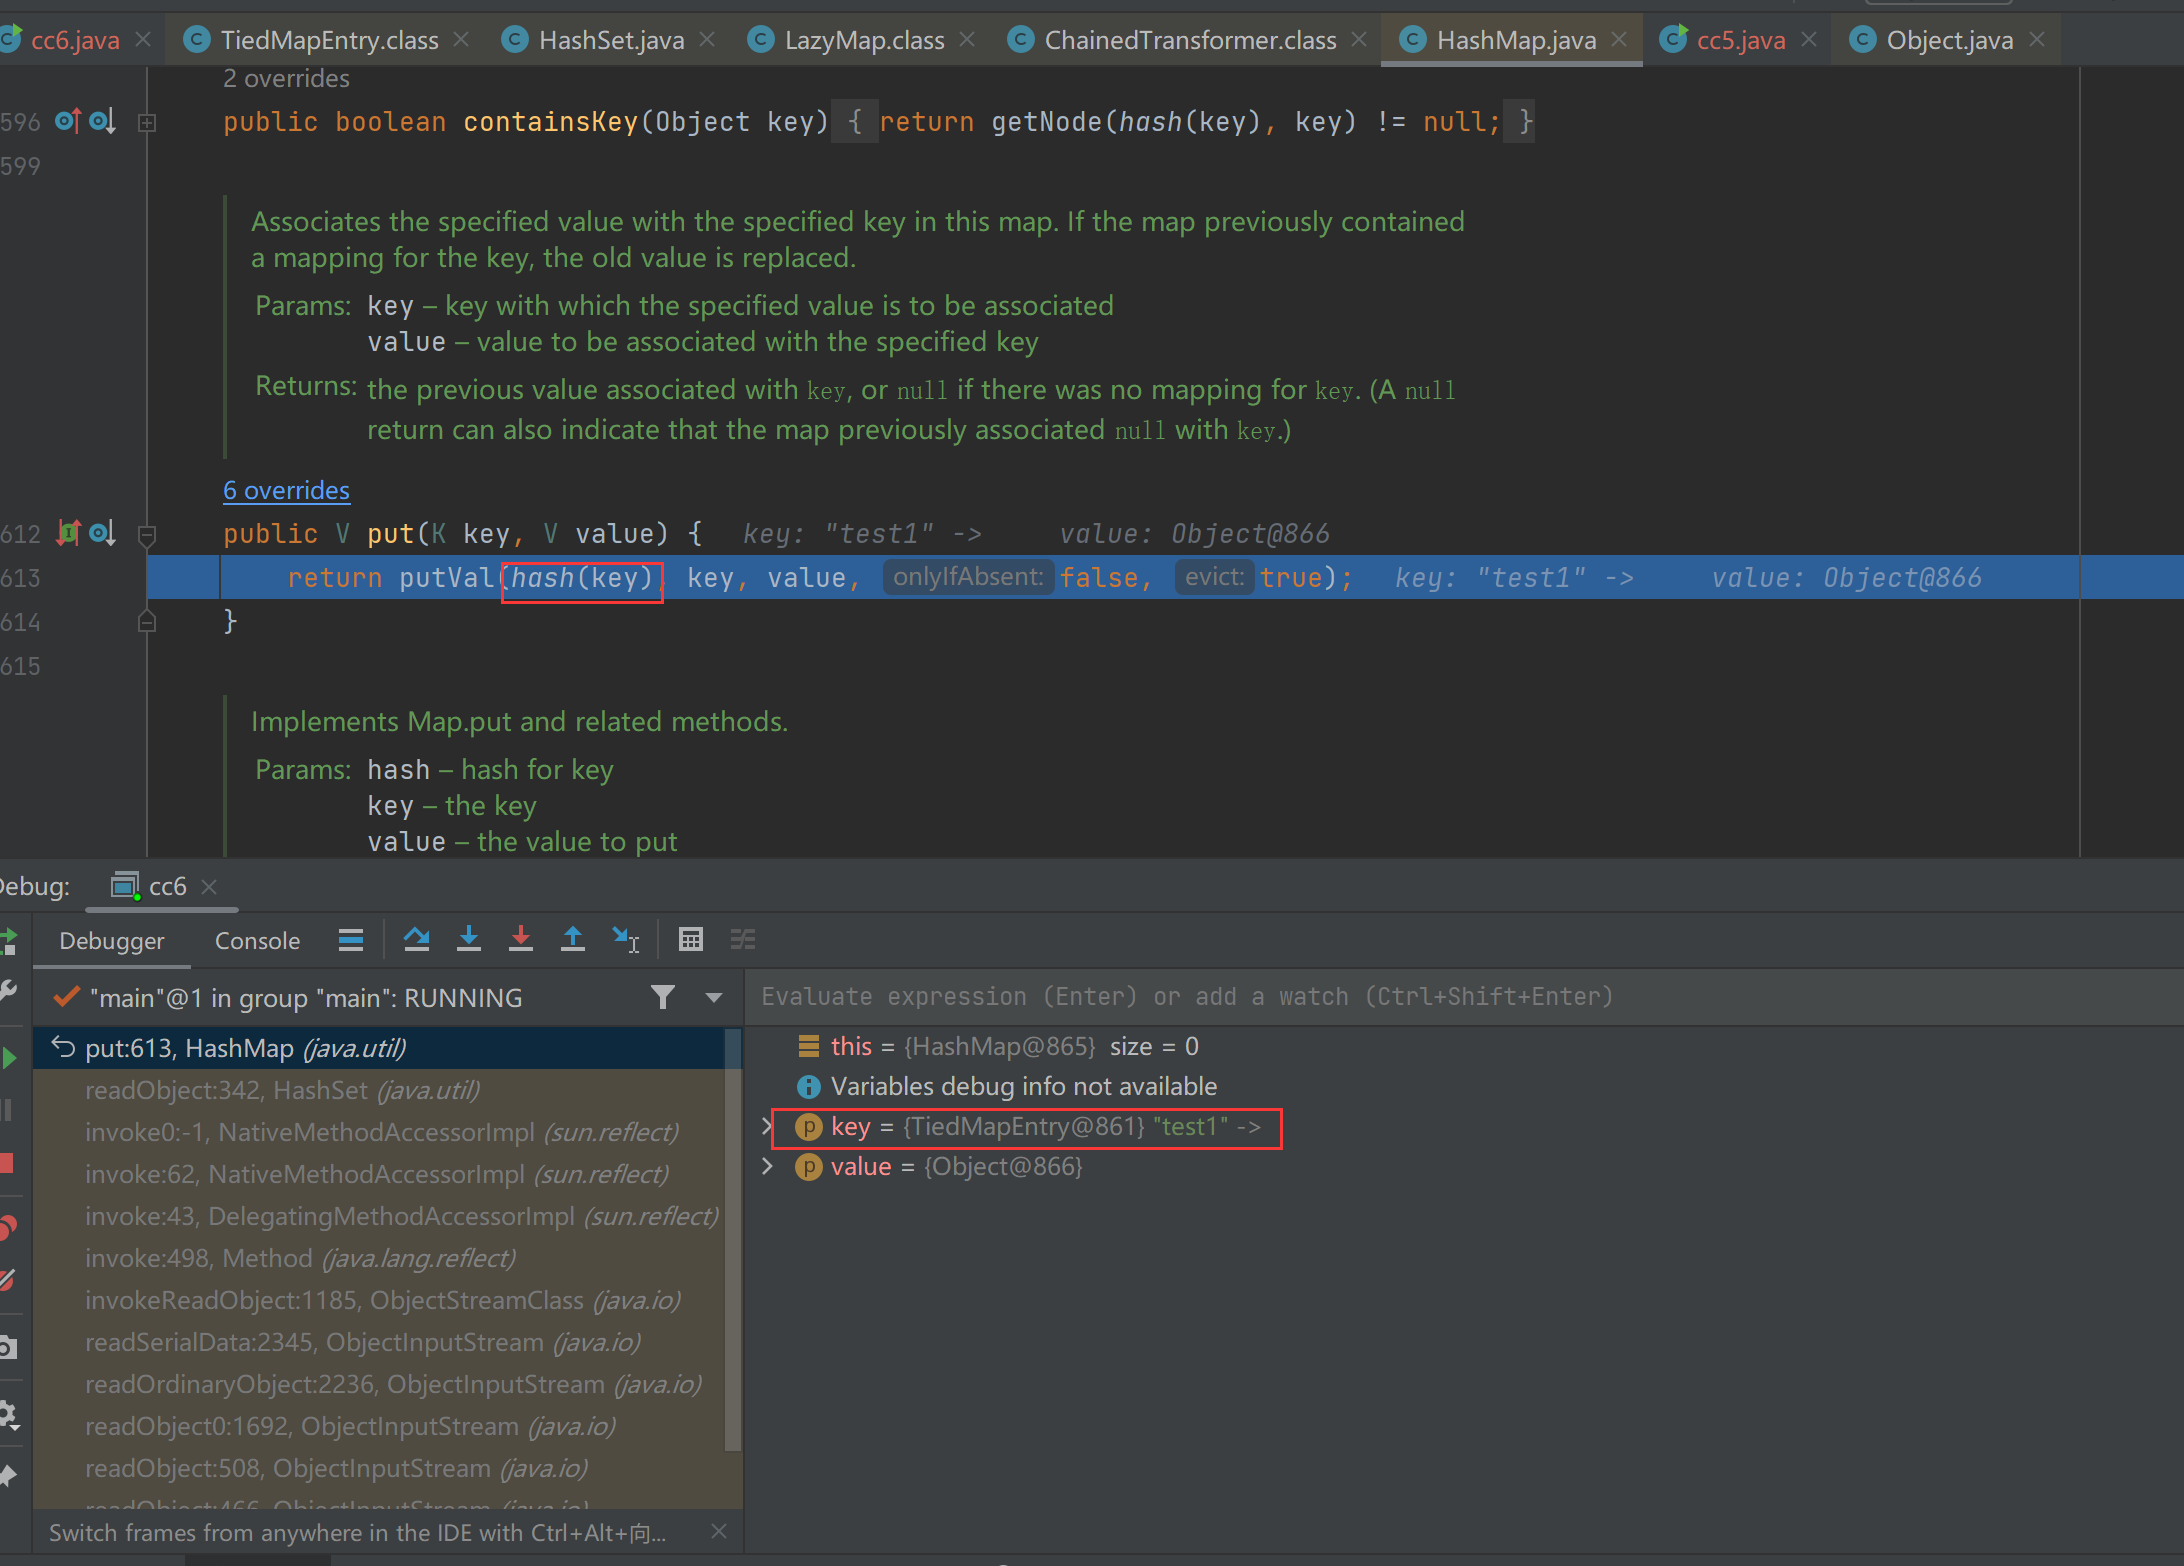 cc6.java TiedMapEntry.class HashSet.java LazyMap.class ChainedTransformer.class HashMap.java cc5.java Object.java
2 overrides
596 public boolean containsKey(Object key) { return getNode(hash(key), key) != null; }
599
Associates the specified value with the specified key in this map. If the map previously contained
a mapping for the key, the old value is replaced.
Params: key – key with which the specified value is to be associated
value – value to be associated with the specified key
Returns: the previous value associated with key, or null if there was no mapping for key. (A null
return can also indicate that the map previously associated null with key.)
6 overrides
612 public V put(K key, V value) { key: "test1" -> value: Object@866
613 return putVal(hash(key), key, value, onlyIfAbsent: false, evict: true); key: "test1" -> value: Object@866
614 }
615
Implements Map.put and related methods.
Params: hash – hash for key
key – the key
value – the value to put
Debug: cc6
Debugger Console
"main"@1 in group "main": RUNNING
Evaluate expression (Enter) or add a watch (Ctrl+Shift+Enter)
put:613, HashMap (java.util)
readObject:342, HashSet (java.util)
invoke0:-1, NativeMethodAccessorImpl (sun.reflect)
invoke:62, NativeMethodAccessorImpl (sun.reflect)
invoke:43, DelegatingMethodAccessorImpl (sun.reflect)
invoke:498, Method (java.lang.reflect)
invokeReadObject:1185, ObjectStreamClass (java.io)
readSerialData:2345, ObjectInputStream (java.io)
readOrdinaryObject:2236, ObjectInputStream (java.io)
readObject0:1692, ObjectInputStream (java.io)
readObject:508, ObjectInputStream (java.io)
readObject:466, ObjectInputStream (java.io)
this = {HashMap@865} size = 0
Variables debug info not available
key = {TiedMapEntry@861} "test1" ->
value = {Object@866}
Switch frames from anywhere in the IDE with Ctrl+Alt+向...